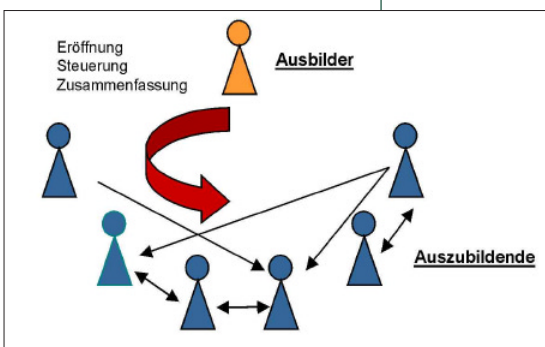 Eröffnung
Steuerung
Zusammenfassung
Ausbilder
Auszubildende